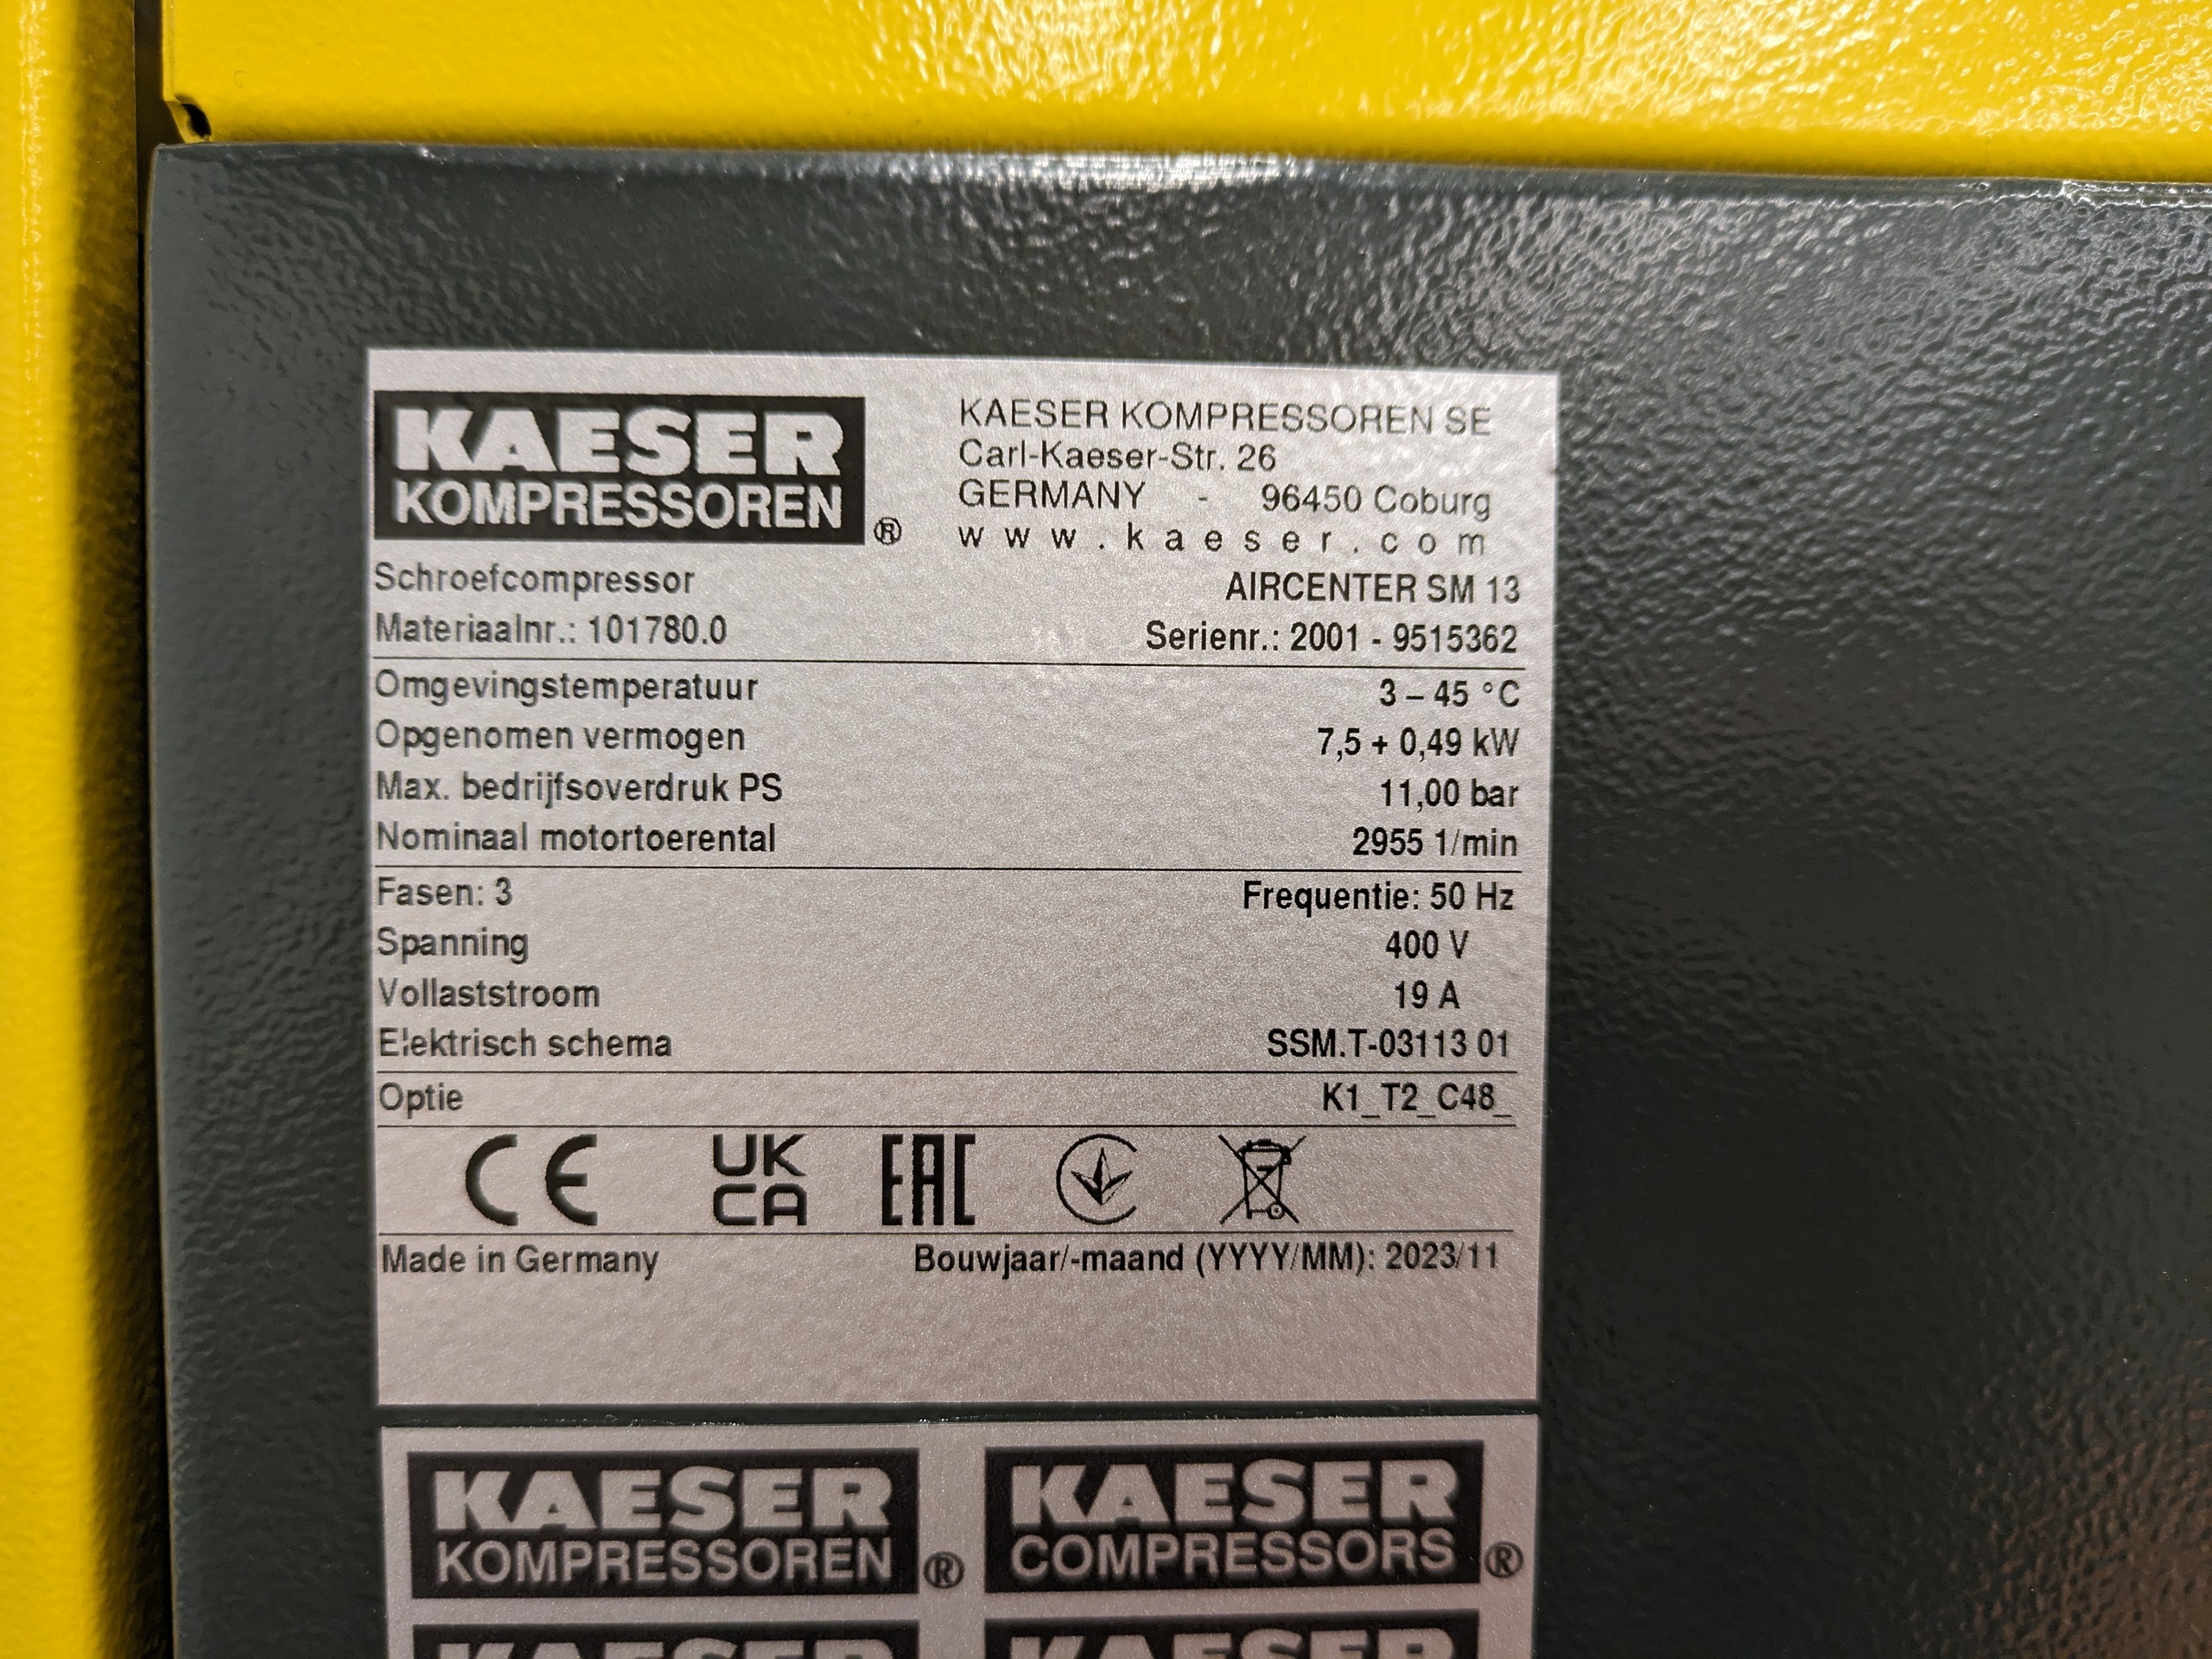 KAESER
KOMPRESSOREN ®
KAESER KOMPRESSOREN SE
Carl-Kaeser-Str. 26
GERMANY - 96450 Coburg
www.kaeser.com
Schroefcompressor AIRCENTER SM 13
Materiaalnr.: 101780.0 Serienr.: 2001 - 9515362
Omgevingstemperatuur 3 – 45 °C
Opgenomen vermogen 7,5 + 0,49 kW
Max. bedrijfsoverdruk PS 11,00 bar
Nominaal motortoerental 2955 1/min
Fasen: 3 Frequentie: 50 Hz
Spanning 400 V
Vollaststroom 19 A
Elektrisch schema SSM.T-03113 01
Optie K1_T2_C48_
CE UK CA EAC
Made in Germany Bouwjaar/-maand (YYYY/MM): 2023/11
KAESER KAESER
KOMPRESSOREN ® COMPRESSORS ®
KAESER KAESER